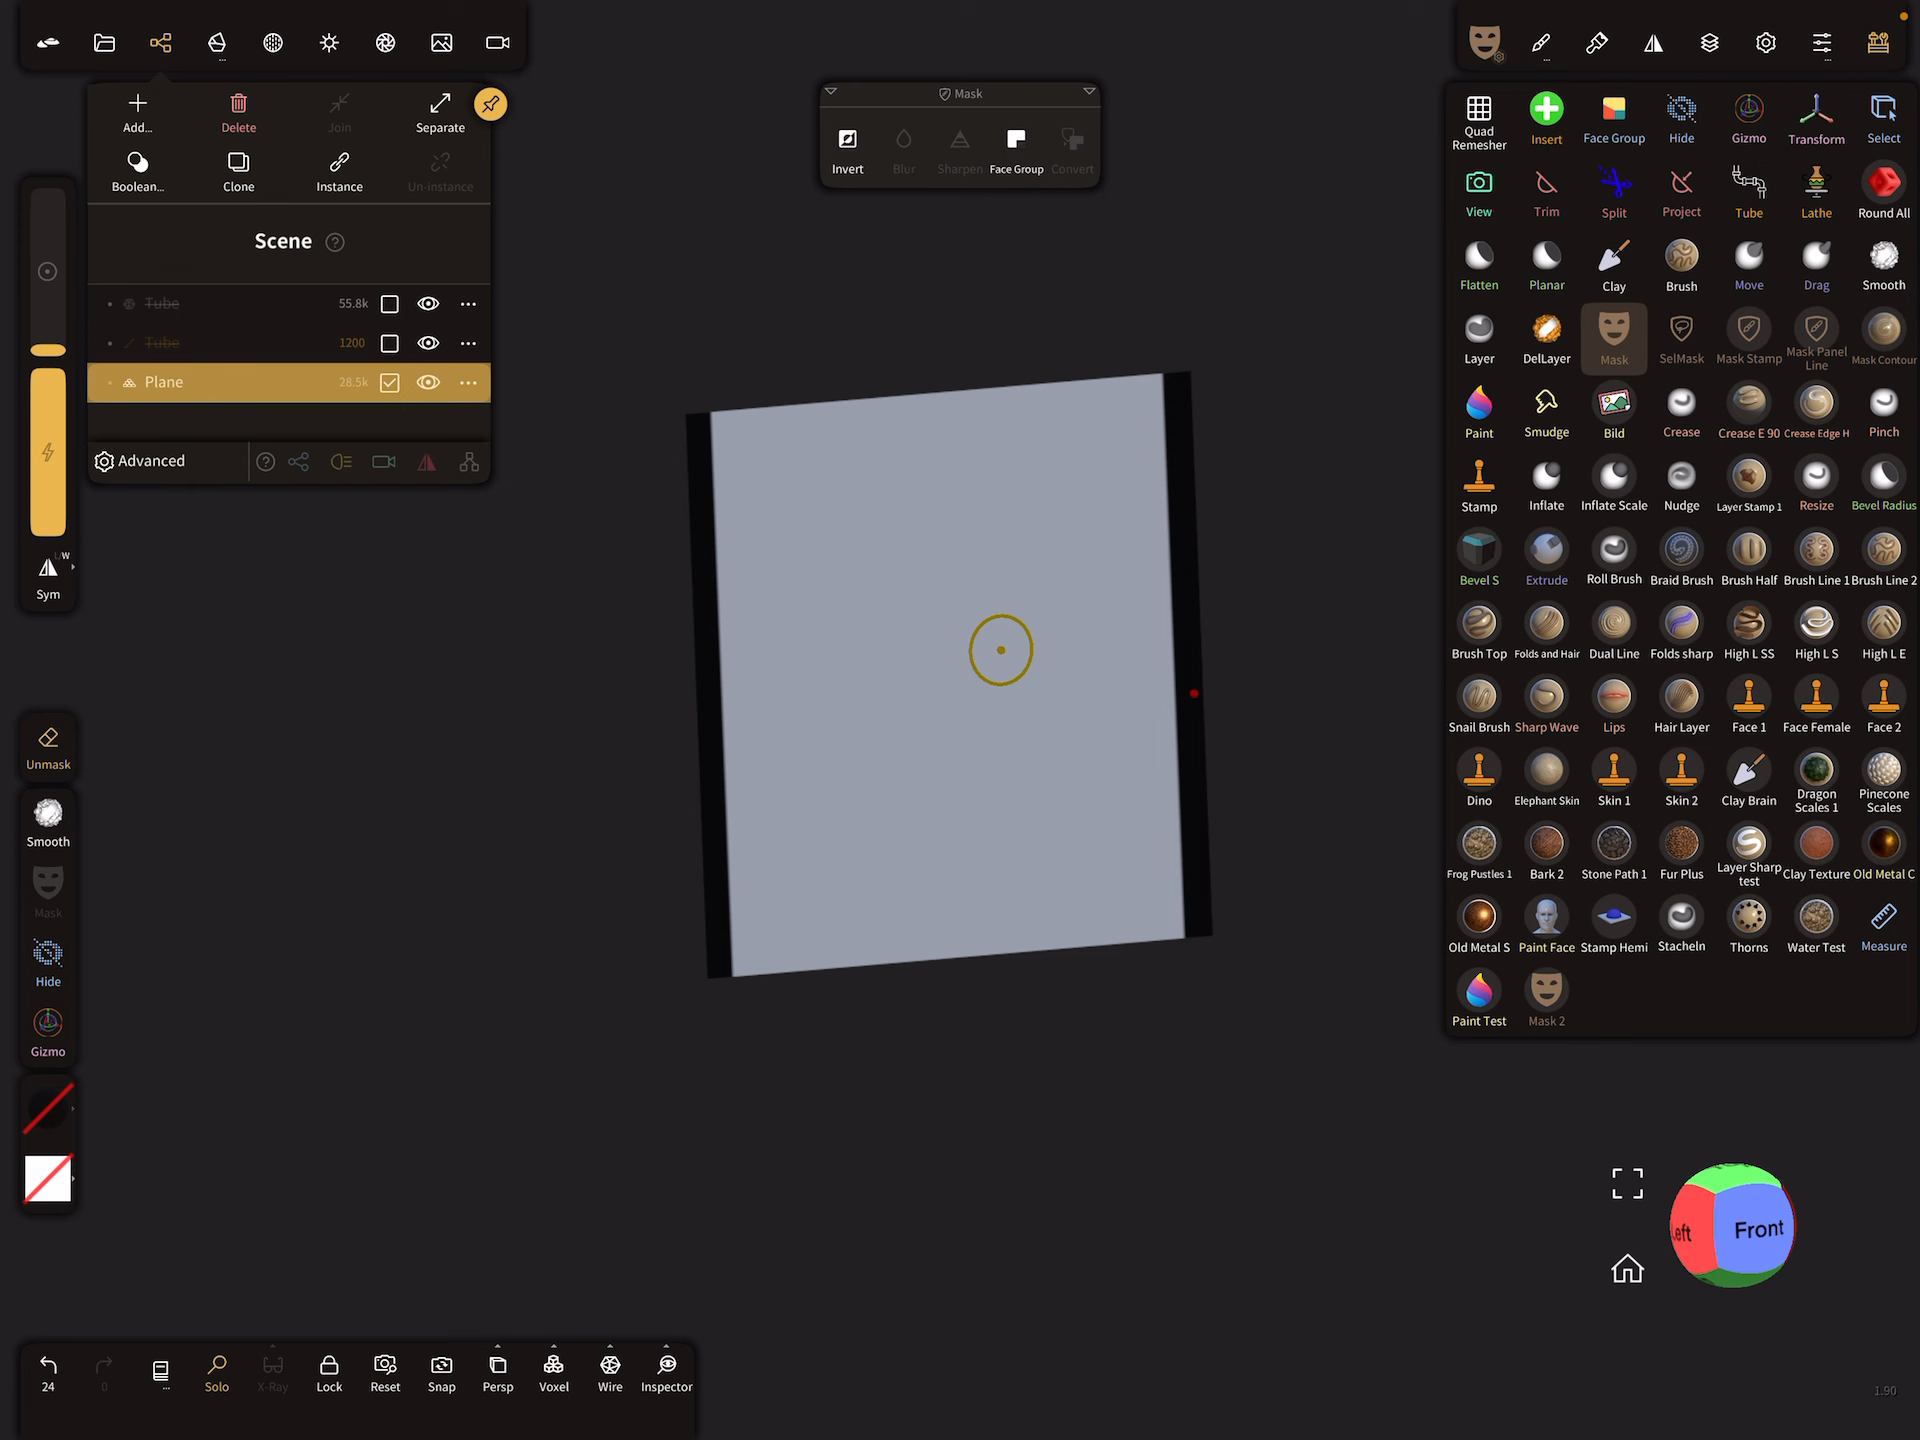 Add...
Delete
Join
Separate
Boolean...
Clone
Instance
Un-instance
Scene
?
Tube 55.8k
Tube 1200
Plane 28.5k
Advanced
?
Sym
Unmask
Smooth
Mask
Hide
Gizmo
Mask
Invert
Blur
Sharpen
Face Group
Convert
Quad Remesher
Insert
Face Group
Hide
Gizmo
Transform
Select
View
Trim
Split
Project
Tube
Lathe
Round All
Flatten
Planar
Clay
Brush
Move
Drag
Smooth
Layer
DelLayer
Mask
SelMask
Mask Stamp
Mask Panel Line
Mask Contour
Paint
Smudge
Bild
Crease
Crease E 90
Crease Edge H
Pinch
Stamp
Inflate
Inflate Scale
Nudge
Layer Stamp 1
Resize
Bevel Radius
Bevel S
Extrude
Roll Brush
Braid Brush
Brush Half
Brush Line 1
Brush Line 2
Brush Top
Folds and Hair
Dual Line
Folds sharp
High L SS
High L S
High L E
Snail Brush
Sharp Wave
Lips
Hair Layer
Face 1
Face Female
Face 2
Dino
Elephant Skin
Skin 1
Skin 2
Clay Brain
Dragon Scales 1
Pinecone Scales
Frog Pustles 1
Bark 2
Stone Path 1
Fur Plus
Layer Sharp test
Clay Texture
Old Metal C
Old Metal S
Paint Face
Stamp Hemi
Stacheln
Thorns
Water Test
Measure
Paint Test
Mask 2
Front
24
0
Solo
X-Ray
Lock
Reset
Snap
Persp
Voxel
Wire
Inspector
1.90